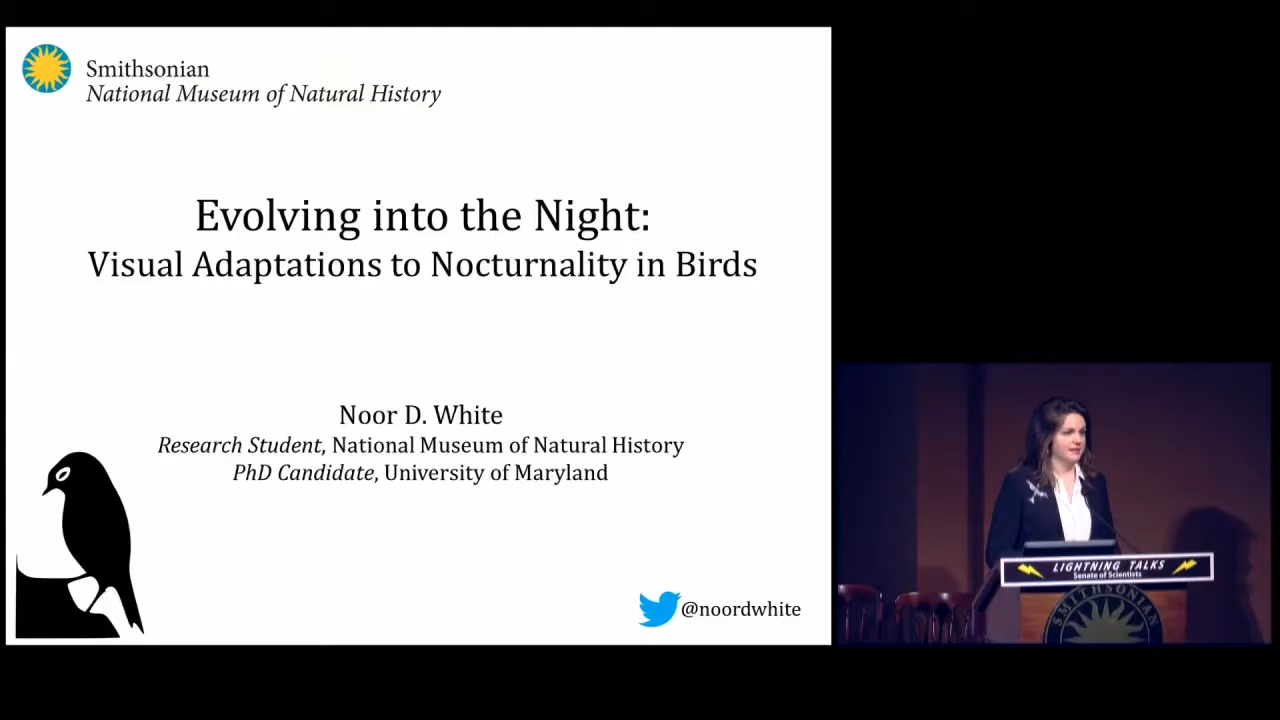 Smithsonian
National Museum of Natural History
Evolving into the Night:
Visual Adaptations to Nocturnality in Birds
Noor D. White
Research Student, National Museum of Natural History
PhD Candidate, University of Maryland
@noordwhite
LIGHTNING TALKS
Senate of Scientists
SMITHSONIAN